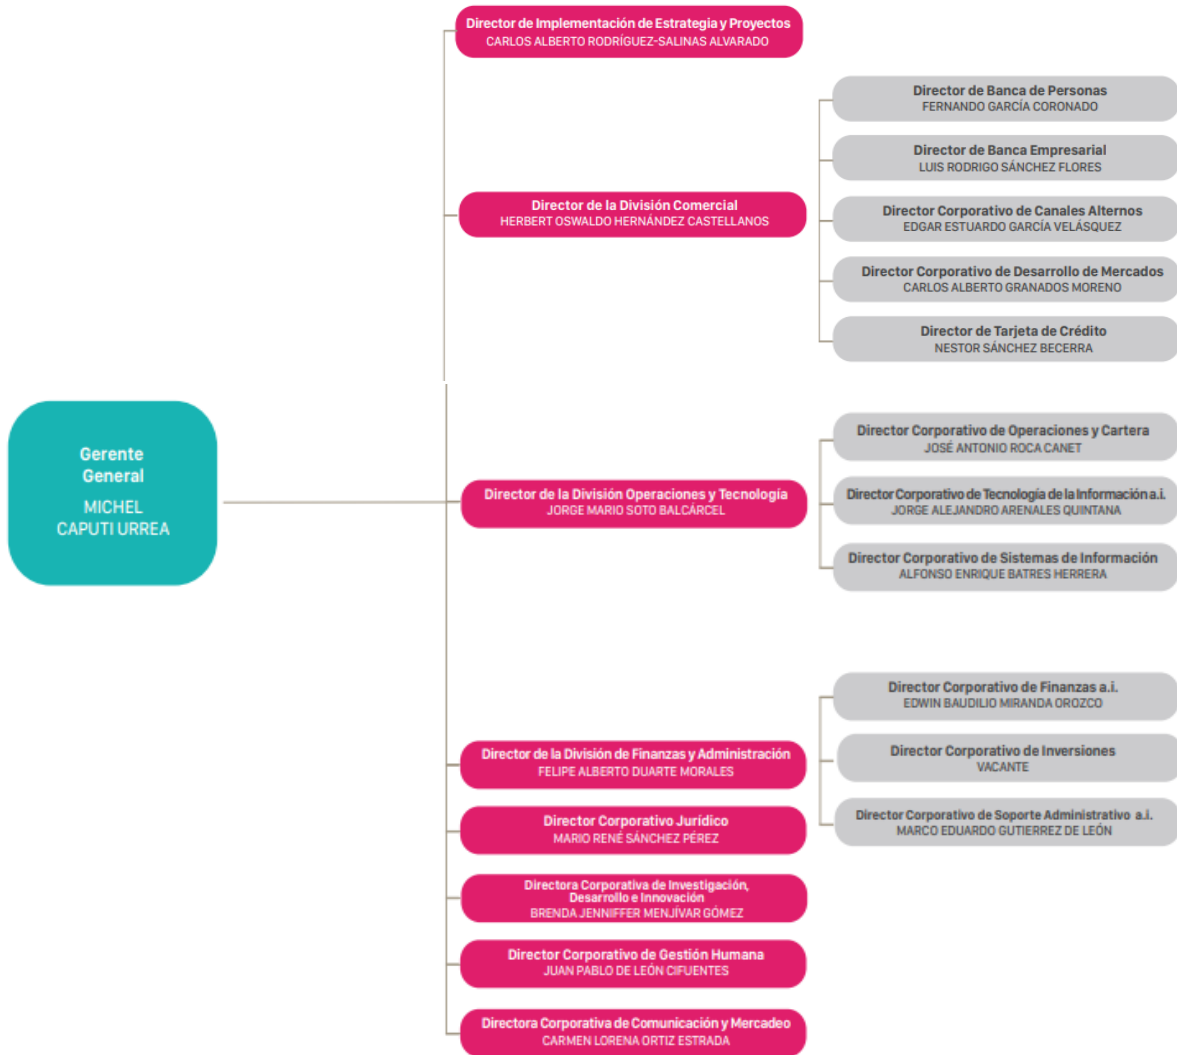 Director de Implementación de Estrategia y Proyectos
CARLOS ALBERTO RODRÍGUEZ-SALINAS ALVARADO
Director de Banca de Personas
FERNANDO GARCÍA CORONADO
Director de Banca Empresarial
LUIS RODRIGO SÁNCHEZ FLORES
Director de la División Comercial
HERBERT OSWALDO HERNÁNDEZ CASTELLANOS
Director Corporativo de Canales Alternos
EDGAR ESTUARDO GARCÍA VELÁSQUEZ
Director Corporativo de Desarrollo de Mercados
CARLOS ALBERTO GRANADOS MORENO
Director de Tarjeta de Crédito
NESTOR SÁNCHEZ BECERRA
Gerente
General
MICHEL
CAPUTI URREA
Director Corporativo de Operaciones y Cartera
JOSÉ ANTONIO ROCA CANET
Director de la División Operaciones y Tecnología
JORGE MARIO SOTO BALCÁRCEL
Director Corporativo de Tecnología de la Información a.i.
JORGE ALEJANDRO ARENALES QUINTANA
Director Corporativo de Sistemas de Información
ALFONSO ENRIQUE BATRES HERRERA
Director Corporativo de Finanzas a.i.
EDWIN BAUDILIO MIRANDA OROZCO
Director de la División de Finanzas y Administración
FELIPE ALBERTO DUARTE MORALES
Director Corporativo de Inversiones
VACANTE
Director Corporativo de Soporte Administrativo a.i.
MARCO EDUARDO GUTIERREZ DE LEÓN
Director Corporativo Jurídico
MARIO RENÉ SÁNCHEZ PÉREZ
Directora Corporativa de Investigación,
Desarrollo e Innovación
BRENDA JENNIFFER MENJÍVAR GÓMEZ
Director Corporativo de Gestión Humana
JUAN PABLO DE LEÓN CIFUENTES
Directora Corporativa de Comunicación y Mercadeo
CARMEN LORENA ORTIZ ESTRADA